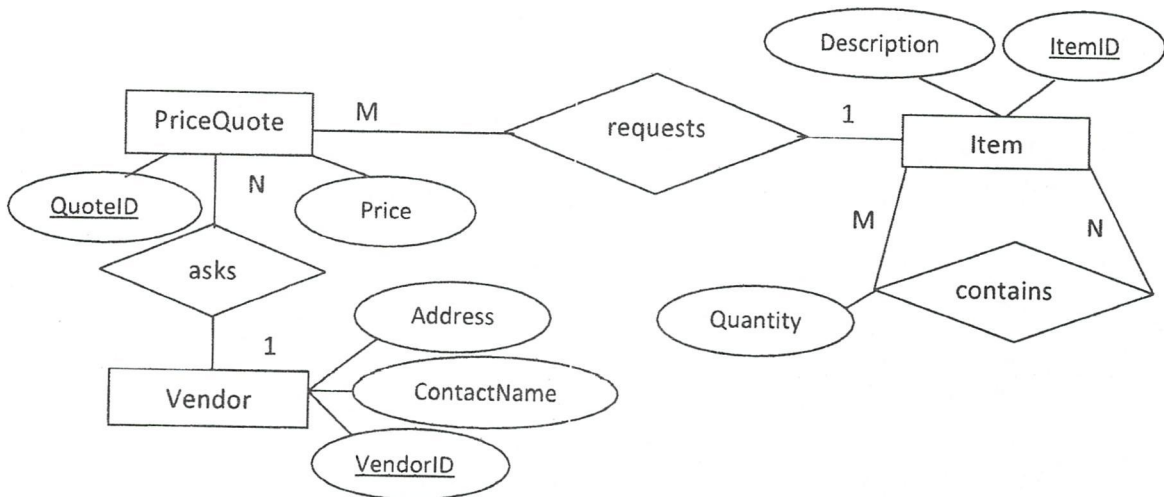 Description
ItemID
PriceQuote
M
requests
1
Item
QuoteID
N
Price
M
N
asks
contains
Address
Quantity
1
ContactName
Vendor
VendorID